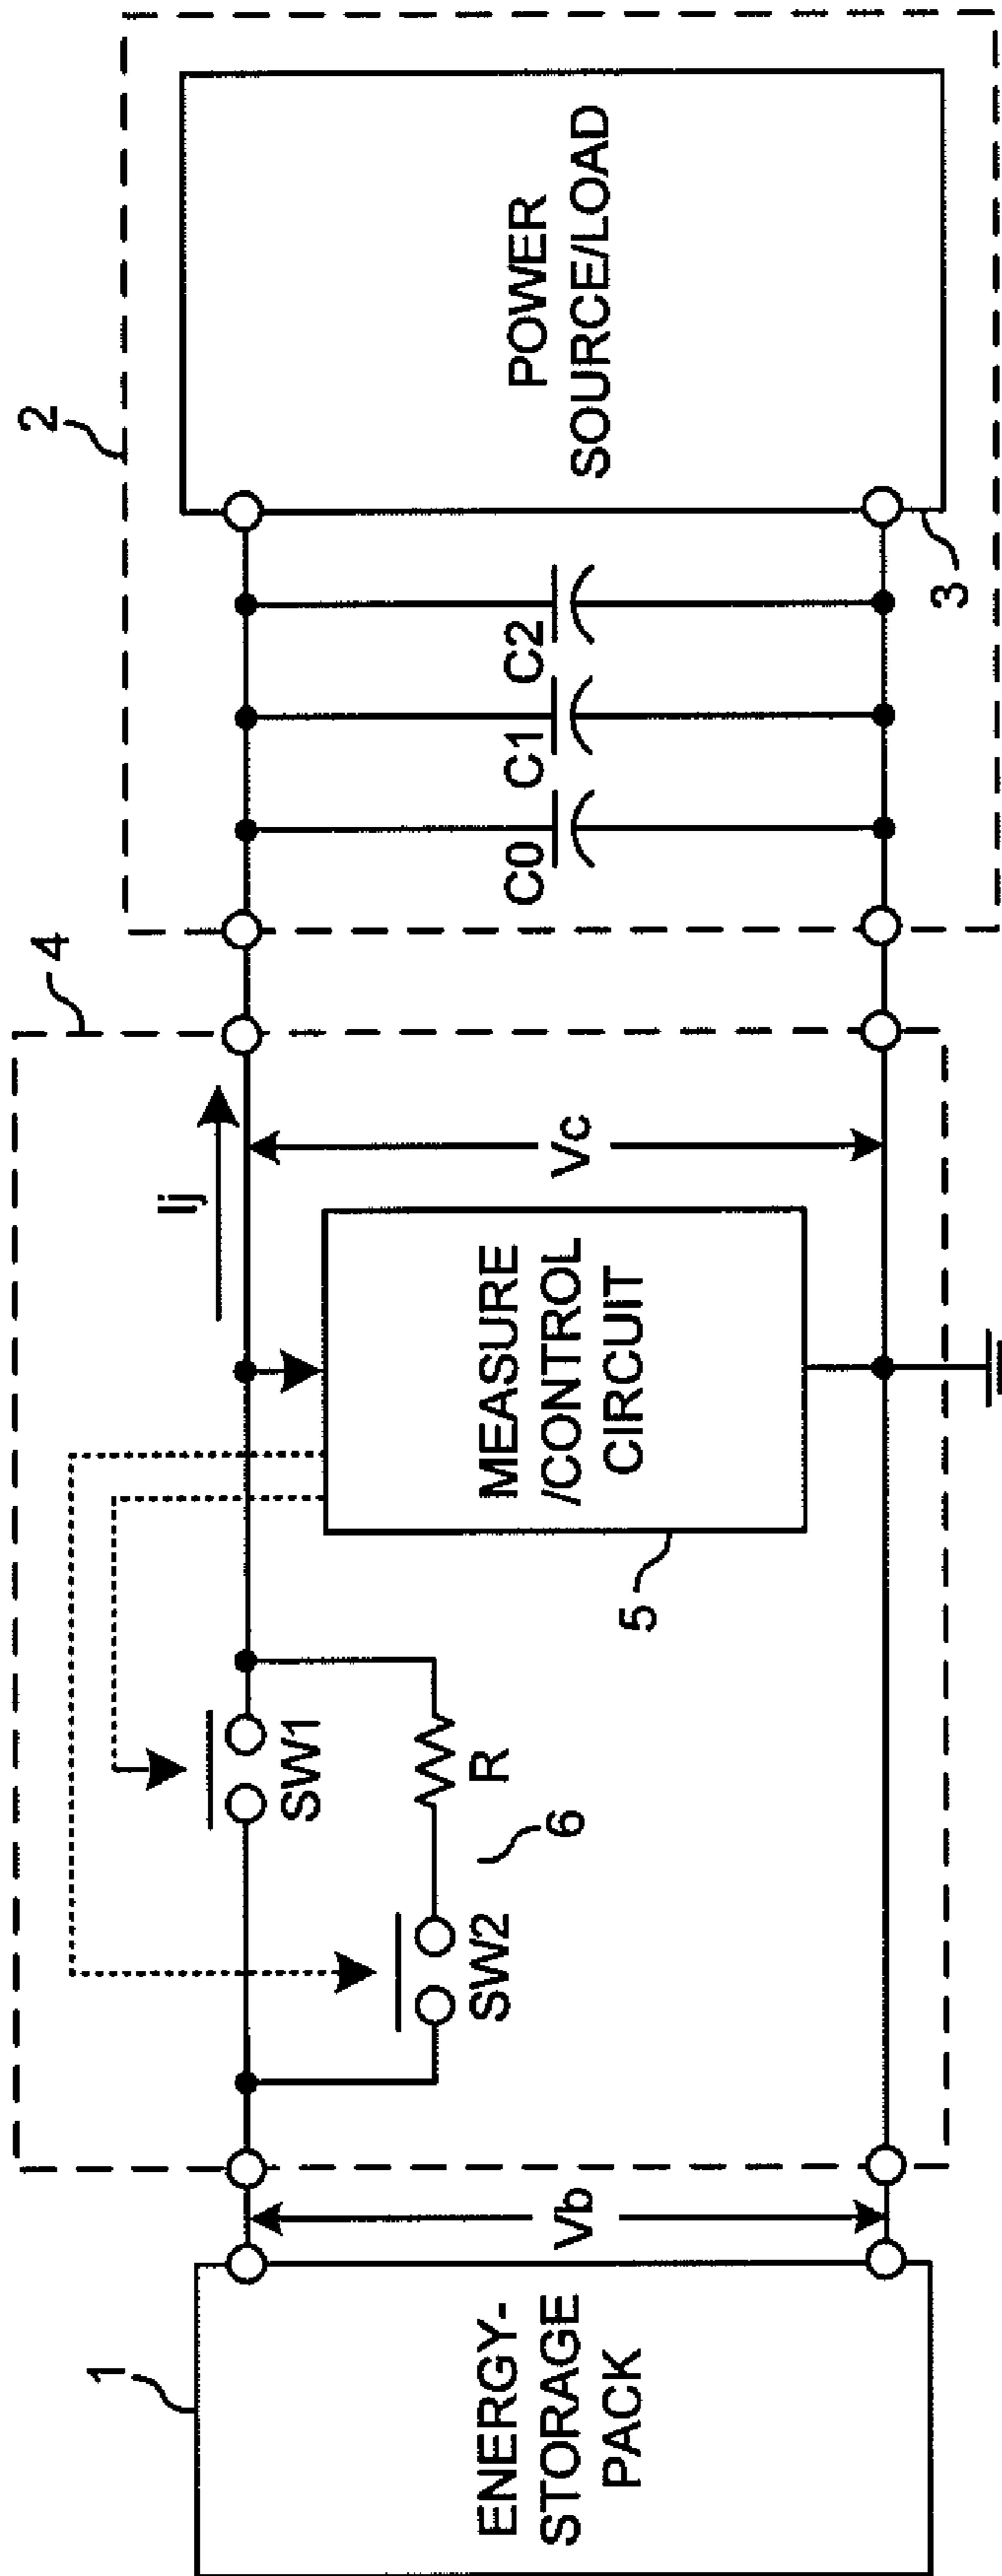 1
ENERGY-
STORAGE
PACK
Vb
4
SW1
SW2
R
6
Ij
MEASURE
/CONTROL
CIRCUIT
5
Vc
2
C0
C1
C2
POWER
SOURCE/LOAD
3